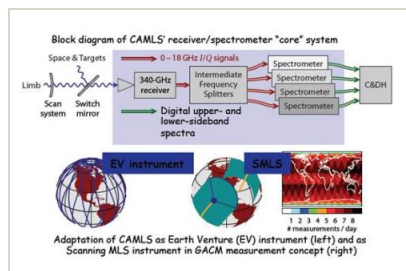 Block diagram of CAMLS' receiver/spectrometer "core" system
Space & Targets
0 – 18 GHz I/Q signals
Limb
Scan system
Switch mirror
340-GHz receiver
Intermediate Frequency Splitters
Spectrometer
Spectrometer
Spectrometer
Spectrometer
C&DH
Digital upper- and lower-sideband spectra
EV instrument
SMLS
1 2 3 4 5 6 7 8
# measurements / day
Adaptation of CAMLS as Earth Venture (EV) instrument (left) and as
Scanning MLS instrument in GACM measurement concept (right)